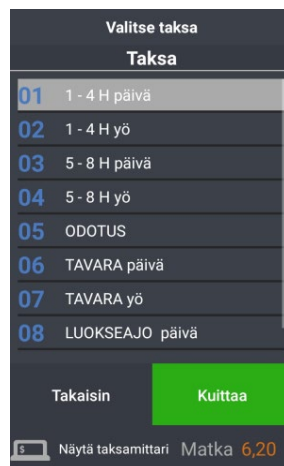 Valitse taksa
Taksa
01 1 - 4 H päivä
02 1 - 4 H yö
03 5 - 8 H päivä
04 5 - 8 H yö
05 ODOTUS
06 TAVARA päivä
07 TAVARA yö
08 LUOKSEAJO päivä
Takaisin Kuittaa
$ Näytä taksamittari Matka 6,20